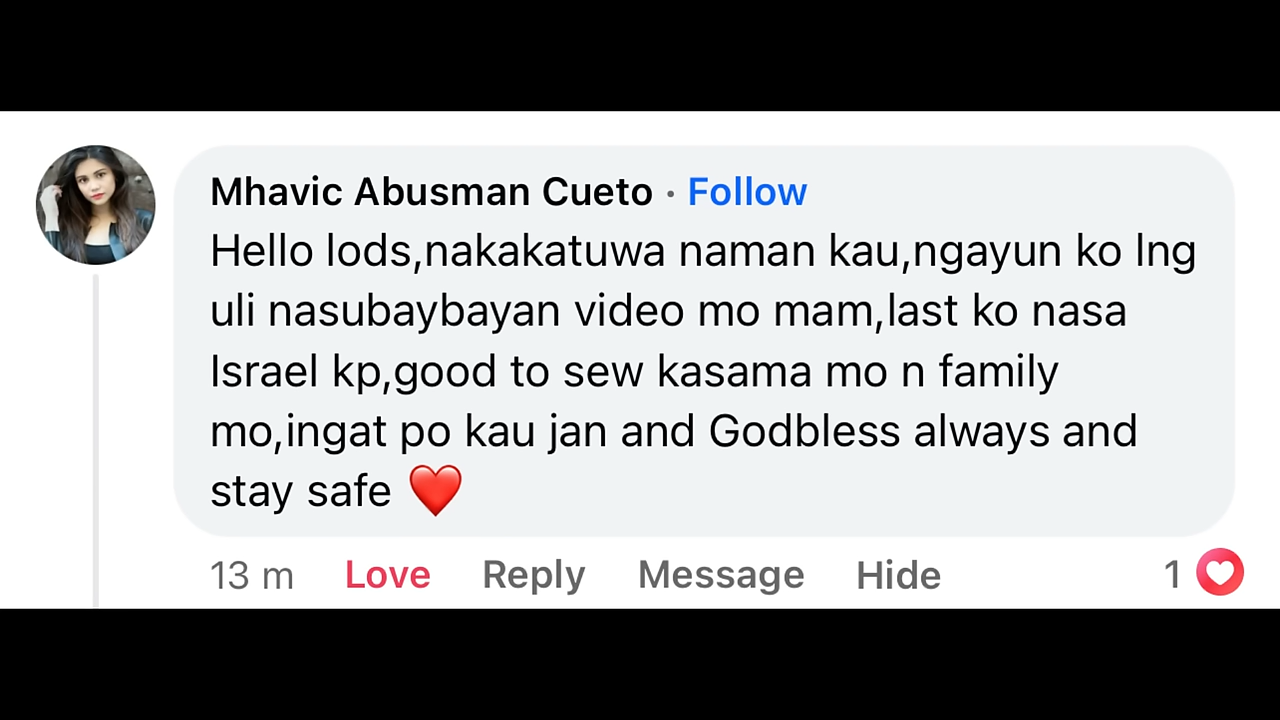 Mhavic Abusman Cueto · Follow
Hello lods,nakakatuwa naman kau,ngayun ko lng
uli nasubaybayan video mo mam,last ko nasa
Israel kp,good to sew kasama mo n family
mo,ingat po kau jan and Godbless always and
stay safe ❤️
13 m Love Reply Message Hide 1